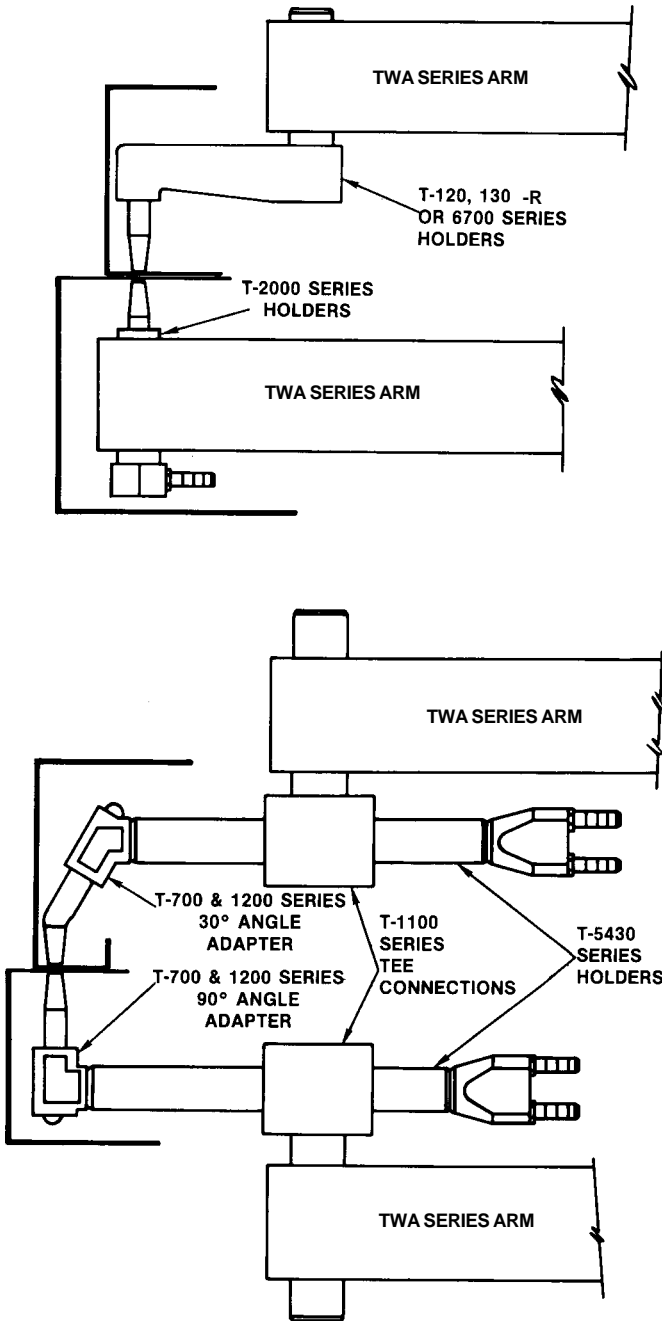 TWA SERIES ARM
T-120, 130 -R
OR 6700 SERIES
HOLDERS
T-2000 SERIES
HOLDERS
TWA SERIES ARM
TWA SERIES ARM
T-700 & 1200 SERIES
30° ANGLE
ADAPTER
T-1100
SERIES
TEE
CONNECTIONS
T-5430
SERIES
HOLDERS
T-700 & 1200 SERIES
90° ANGLE
ADAPTER
TWA SERIES ARM